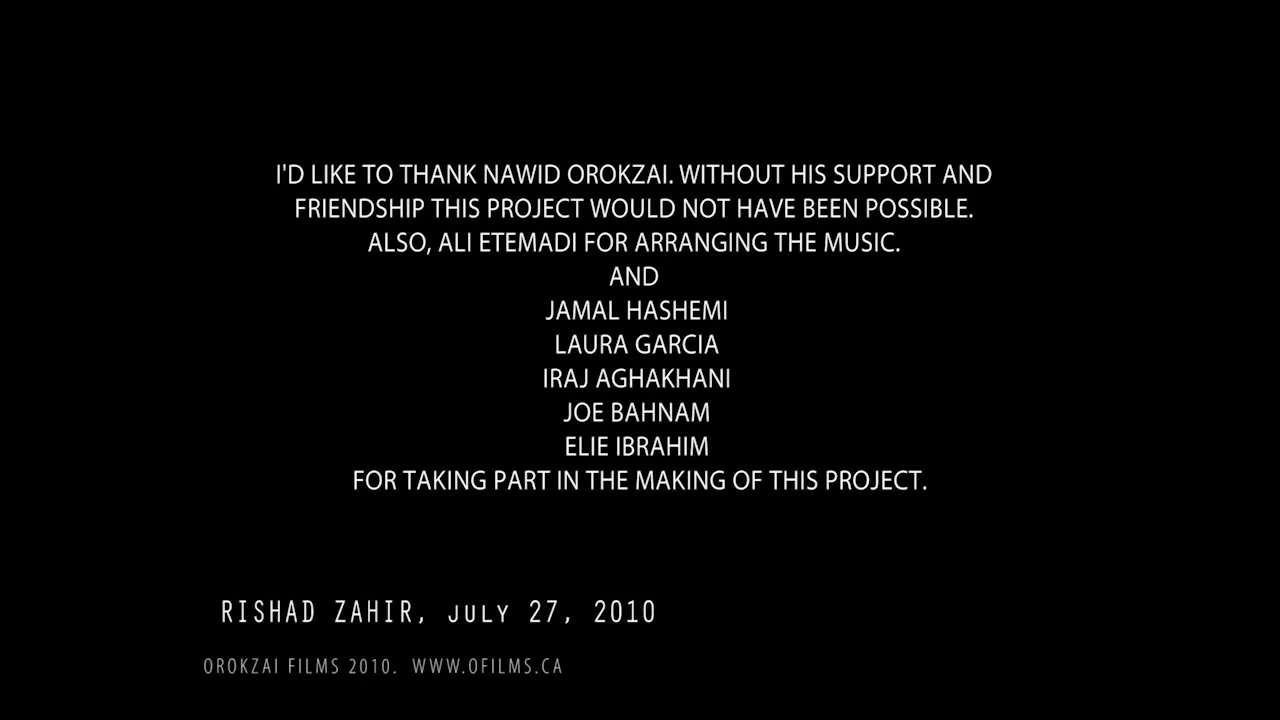 I'D LIKE TO THANK NAWID OROKZAI. WITHOUT HIS SUPPORT AND
FRIENDSHIP THIS PROJECT WOULD NOT HAVE BEEN POSSIBLE.
ALSO, ALI ETEMADI FOR ARRANGING THE MUSIC.
AND
JAMAL HASHEMI
LAURA GARCIA
IRAJ AGHAKHANI
JOE BAHNAM
ELIE IBRAHIM
FOR TAKING PART IN THE MAKING OF THIS PROJECT.
RISHAD ZAHIR, JULY 27, 2010
OROKZAI FILMS 2010. WWW.OFILMS.CA